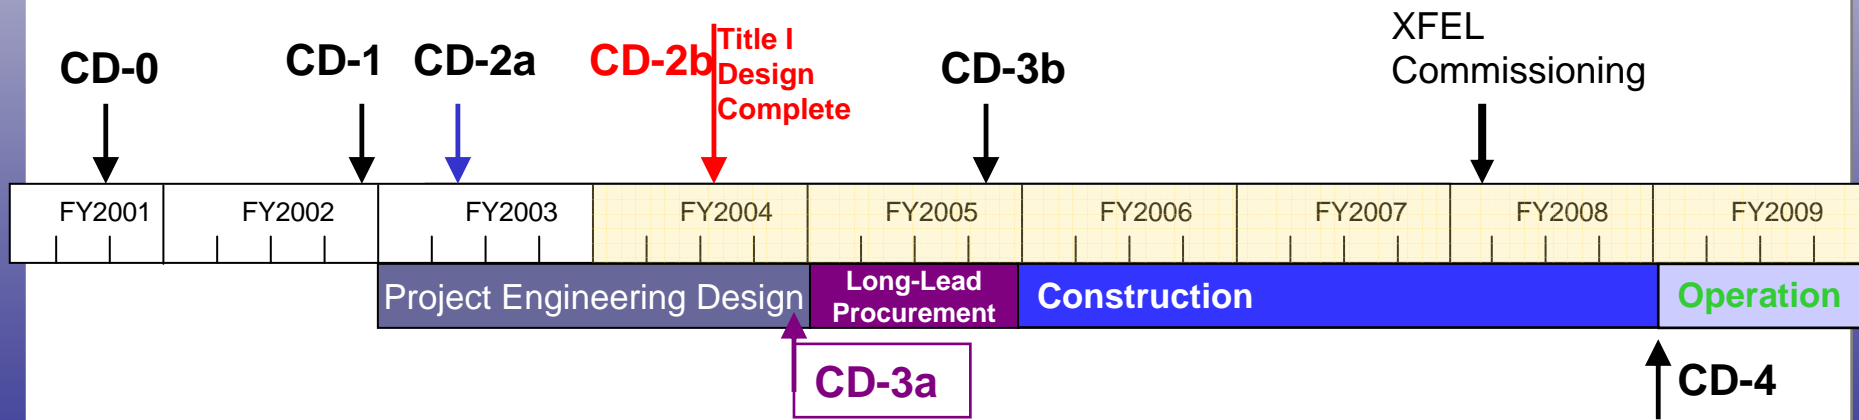 CD-0
CD-1
CD-2a
CD-2b
Title I
Design
Complete
CD-3b
XFEL
Commissioning
FY2001
FY2002
FY2003
FY2004
FY2005
FY2006
FY2007
FY2008
FY2009
Project Engineering Design
Long-Lead
Procurement
Construction
Operation
CD-3a
CD-4